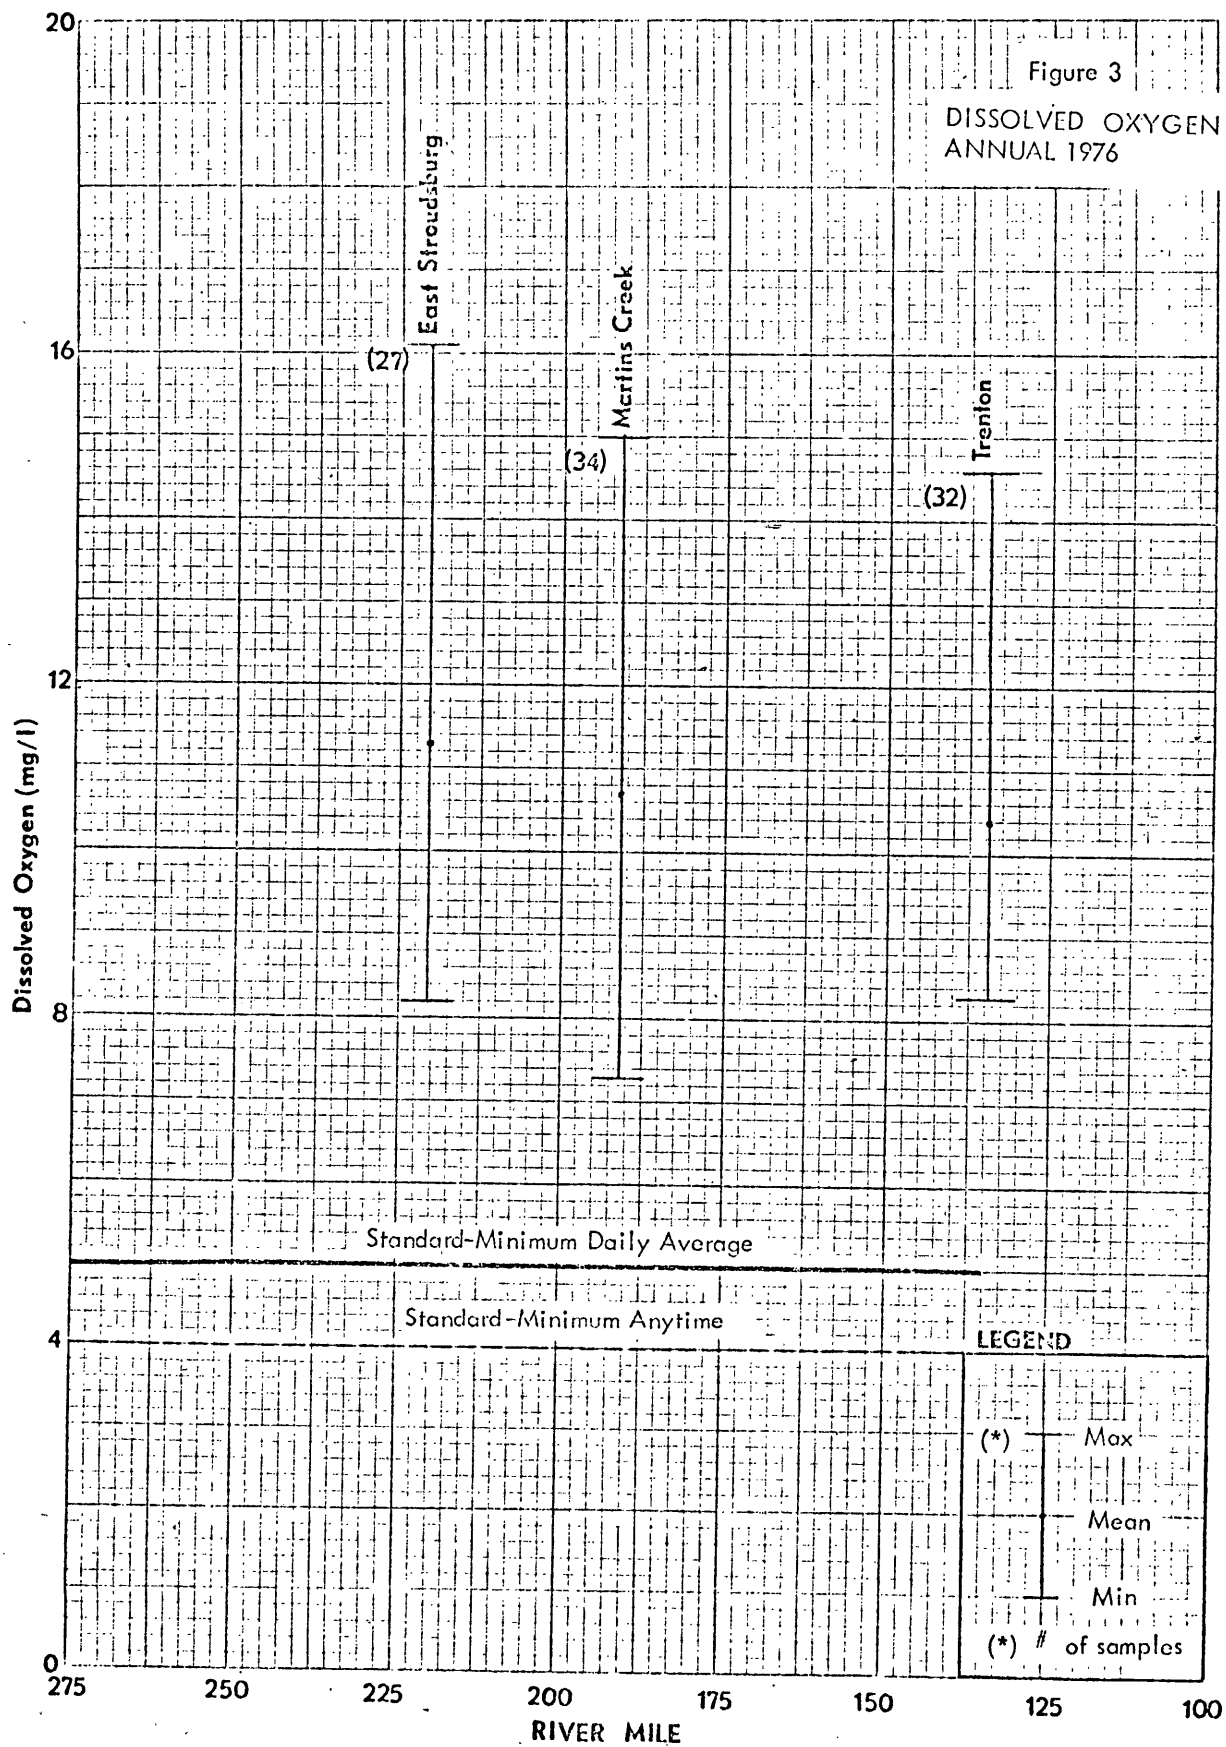 20
Figure 3
DISSOLVED OXYGEN
ANNUAL 1976
East Stroudsburg
Martins Creek
16
(27)
Trenton
(34)
(32)
12
Dissolved Oxygen (mg/l)
8
Standard-Minimum Daily Average
Standard-Minimum Anytime
4
LEGEND
(*) Max
Mean
Min
(*) # of samples
0
275 250 225 200 175 150 125 100
RIVER MILE